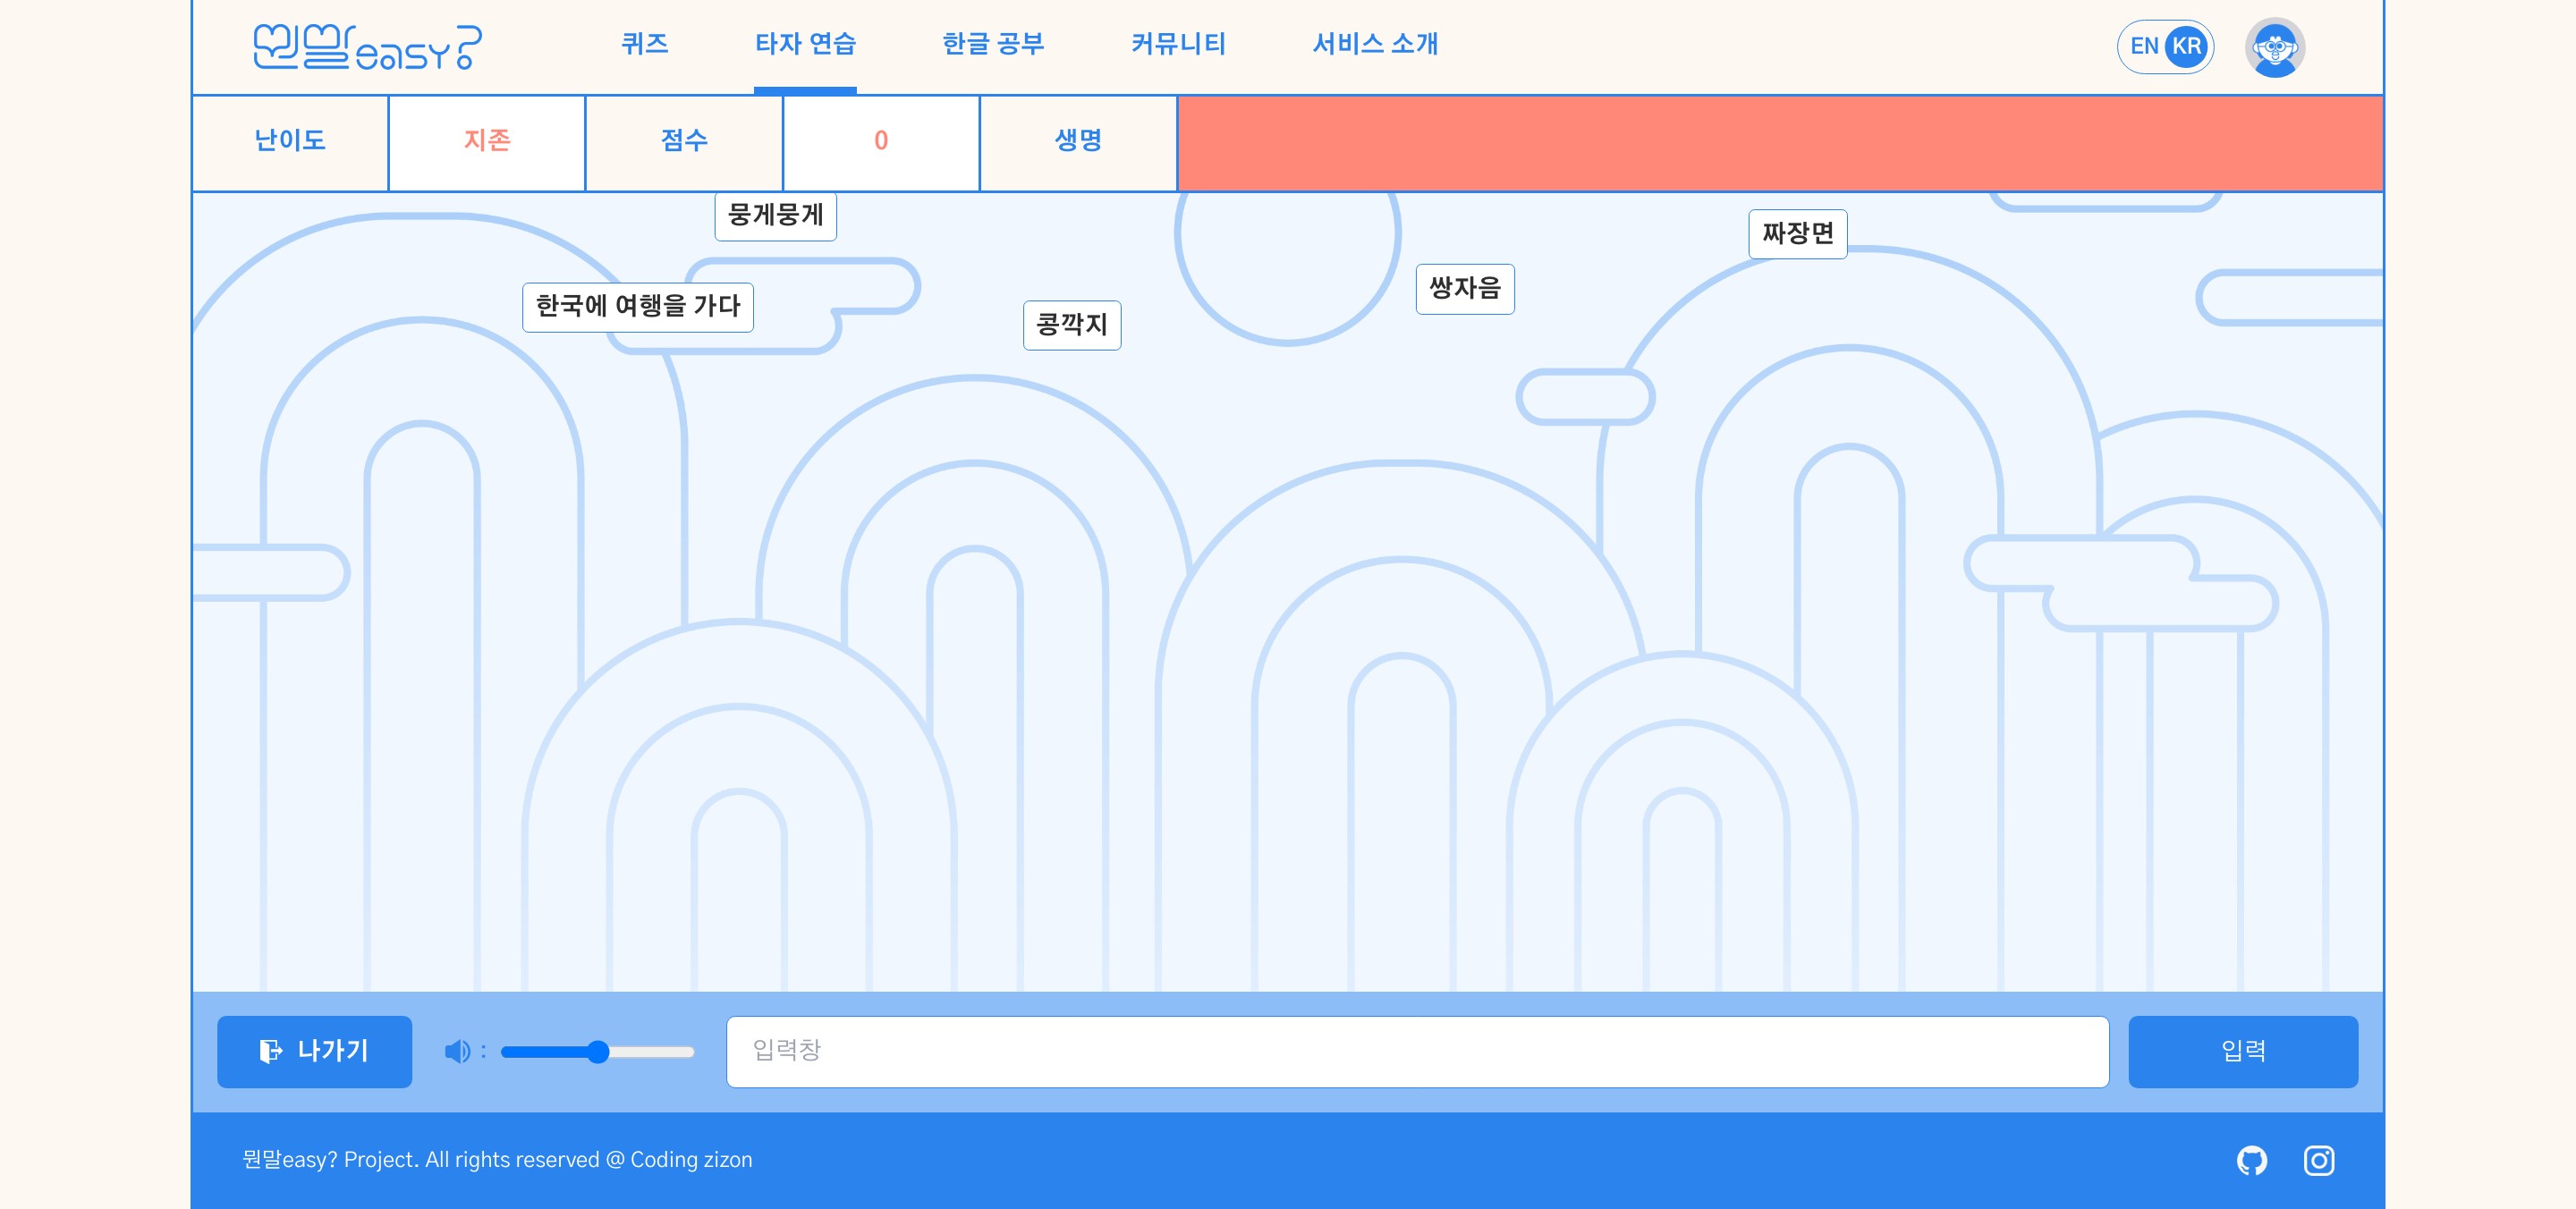 뭔말easy?
퀴즈
타자 연습
한글 공부
커뮤니티
서비스 소개
EN KR
난이도
지존
점수
0
생명
뭉게뭉게
짜장면
쌍자음
한국에 여행을 가다
콩깍지
나가기
:
입력창
입력
뭔말easy? Project. All rights reserved @ Coding zizon